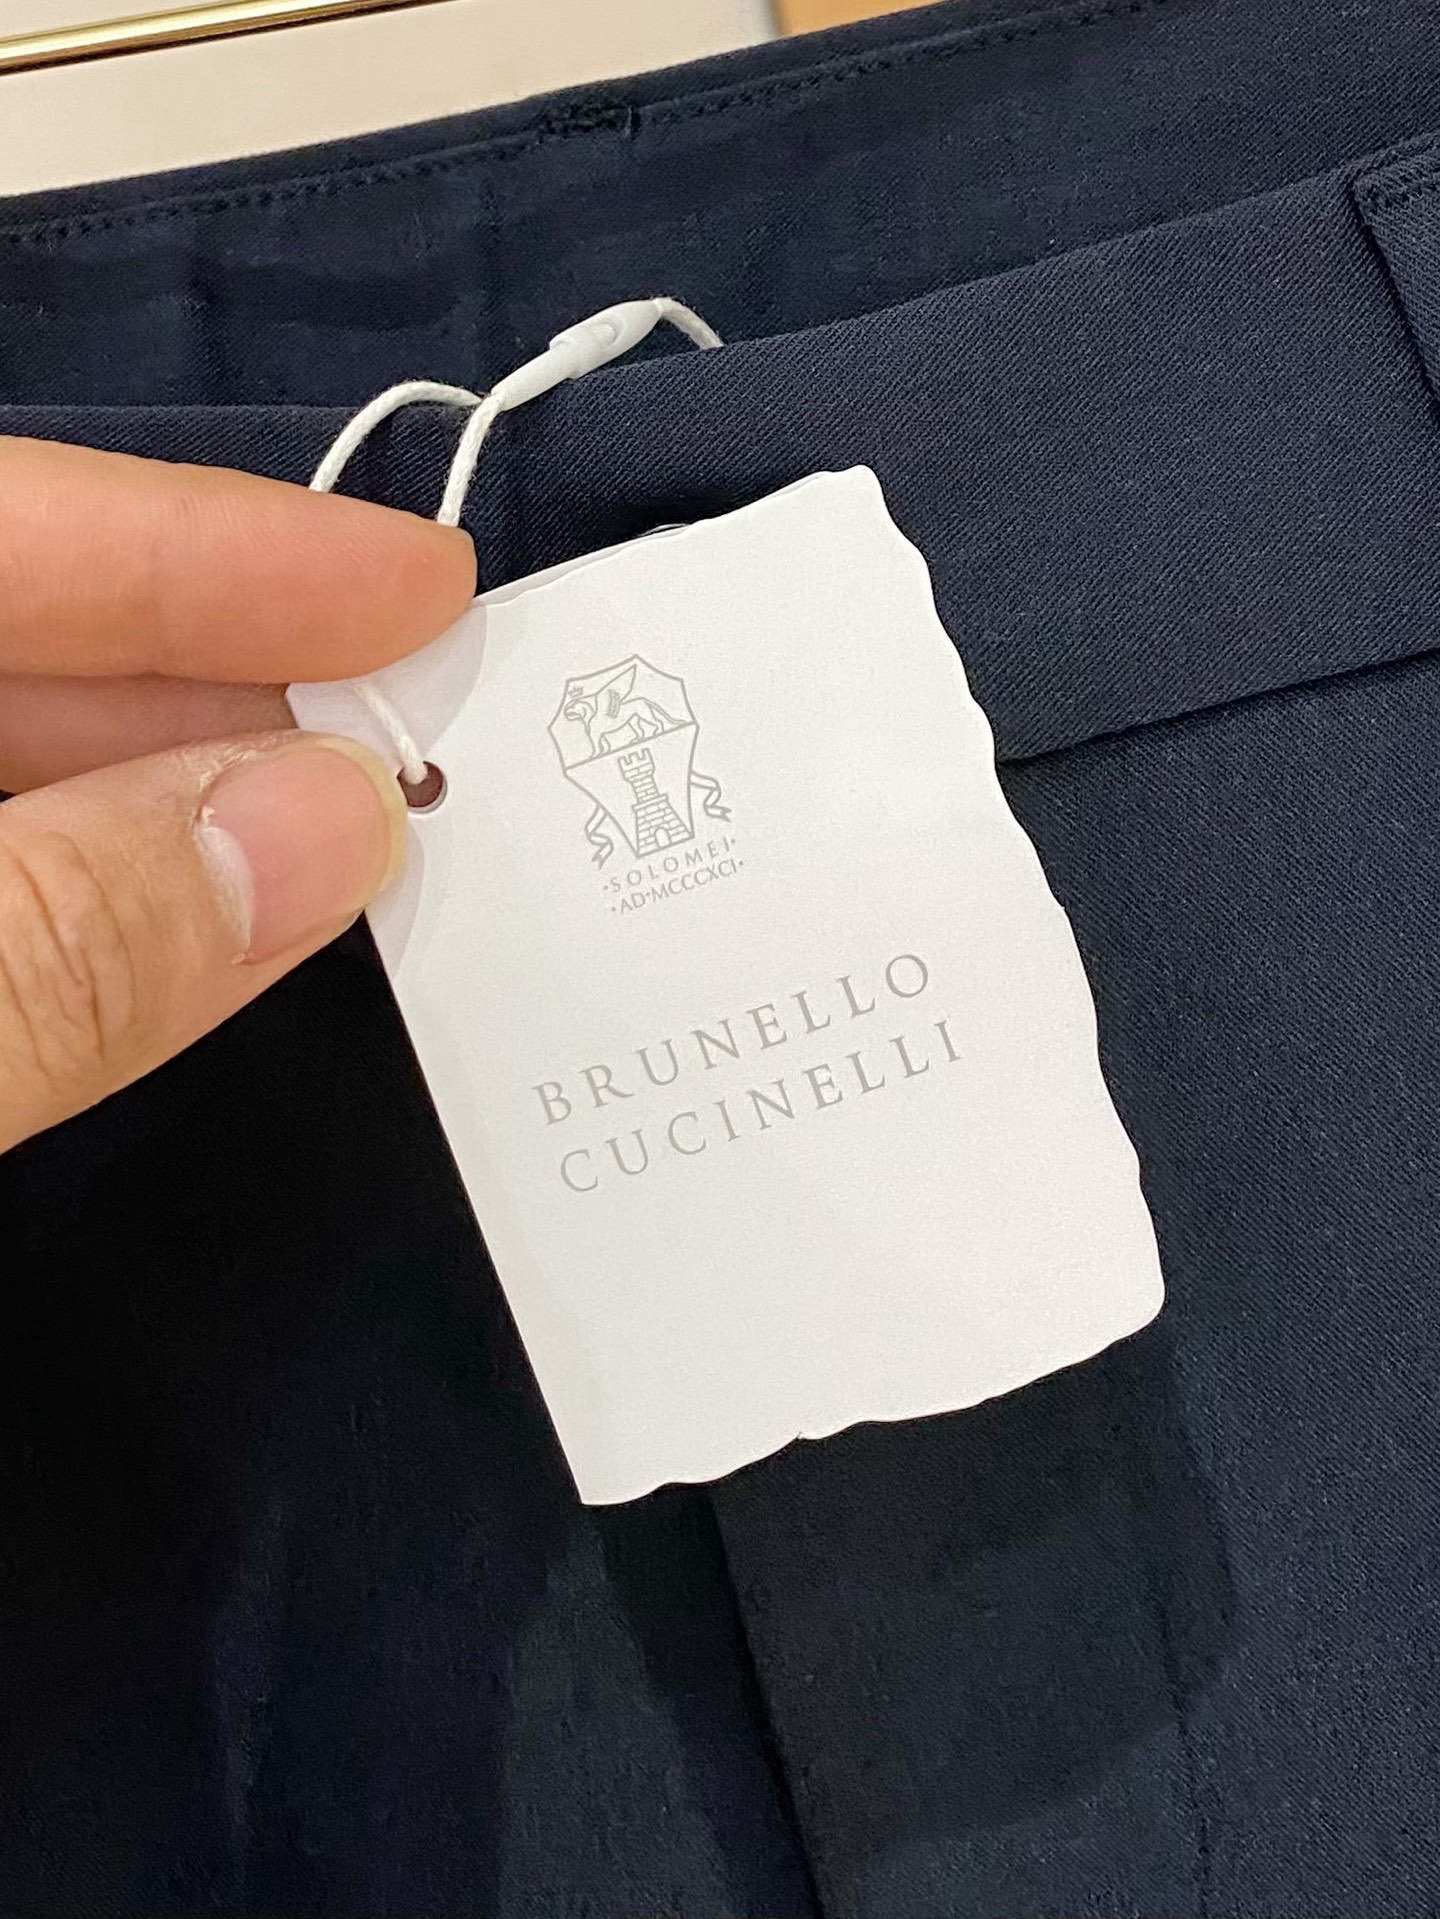 ·SOLOMEI·
·AD·MCCCXCI·
BRUNELLO
CUCINELLI